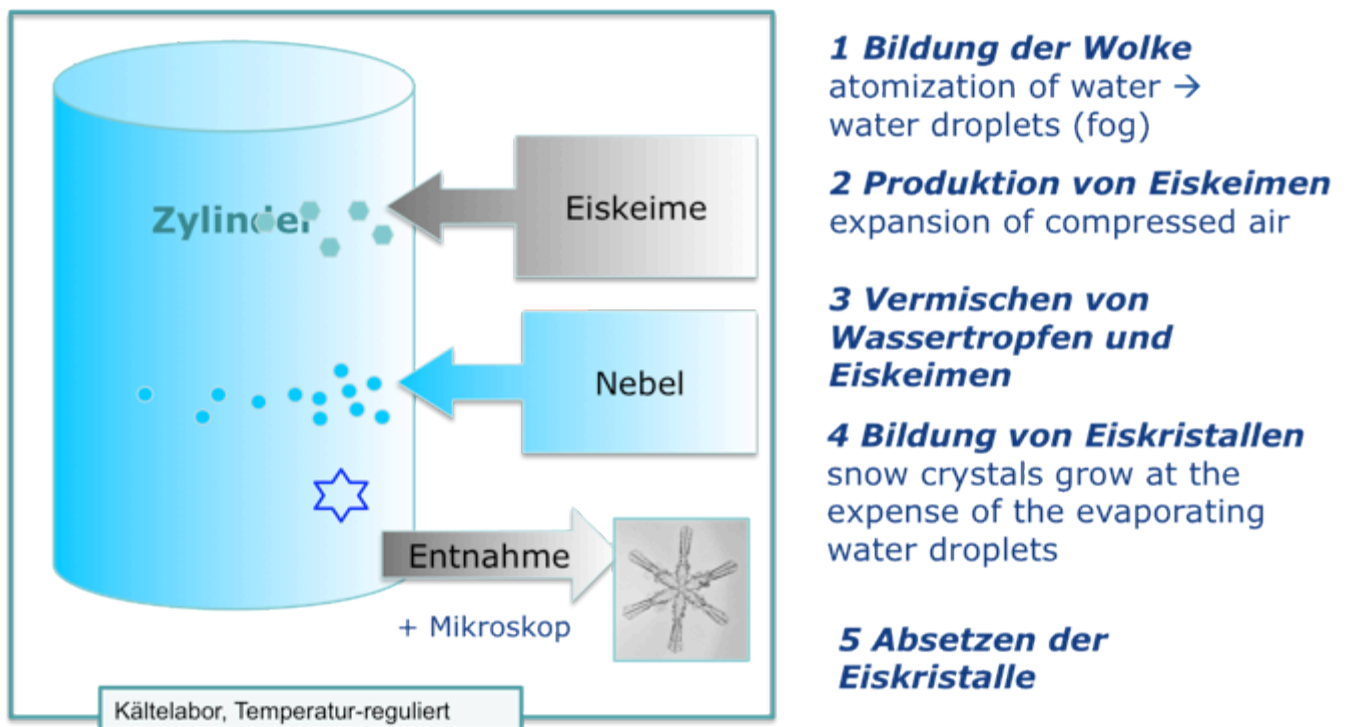 Zylinder
Eiskeime
Nebel
Entnahme
+ Mikroskop
Kältelabor, Temperatur-reguliert
1 Bildung der Wolke
atomization of water →
water droplets (fog)
2 Produktion von Eiskeimen
expansion of compressed air
3 Vermischen von
Wassertropfen und
Eiskeimen
4 Bildung von Eiskristallen
snow crystals grow at the
expense of the evaporating
water droplets
5 Absetzen der
Eiskristalle